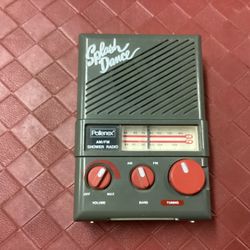 Splash
Dance
Pollenex
AM/FM
SHOWER RADIO
AM FM
OFF MAX
VOLUME BAND TUNING